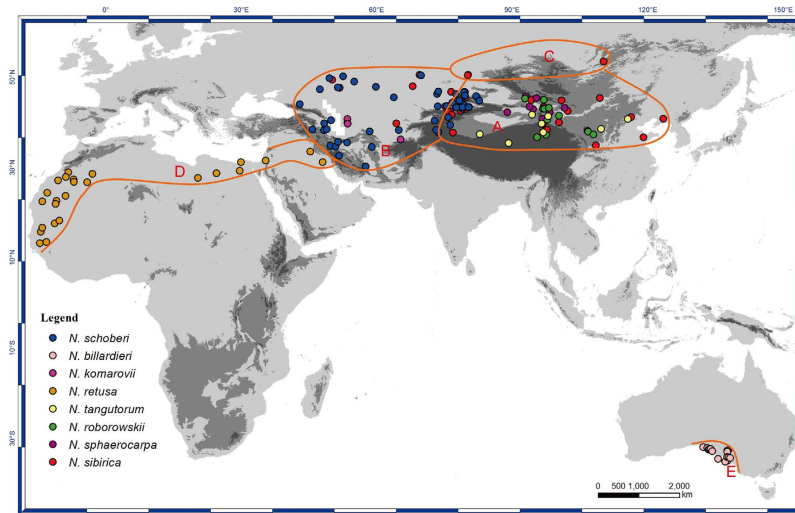 0° 30°E 60°E 90°E 120°E 150°E
50°N
30°N
10°N
10°S
30°S
C
A
B
D
E
Legend
N. schoberi
N. billardieri
N. komarovii
N. retusa
N. tangutorum
N. roborowskii
N. sphaerocarpa
N. sibirica
0 500 1,000 2,000
km